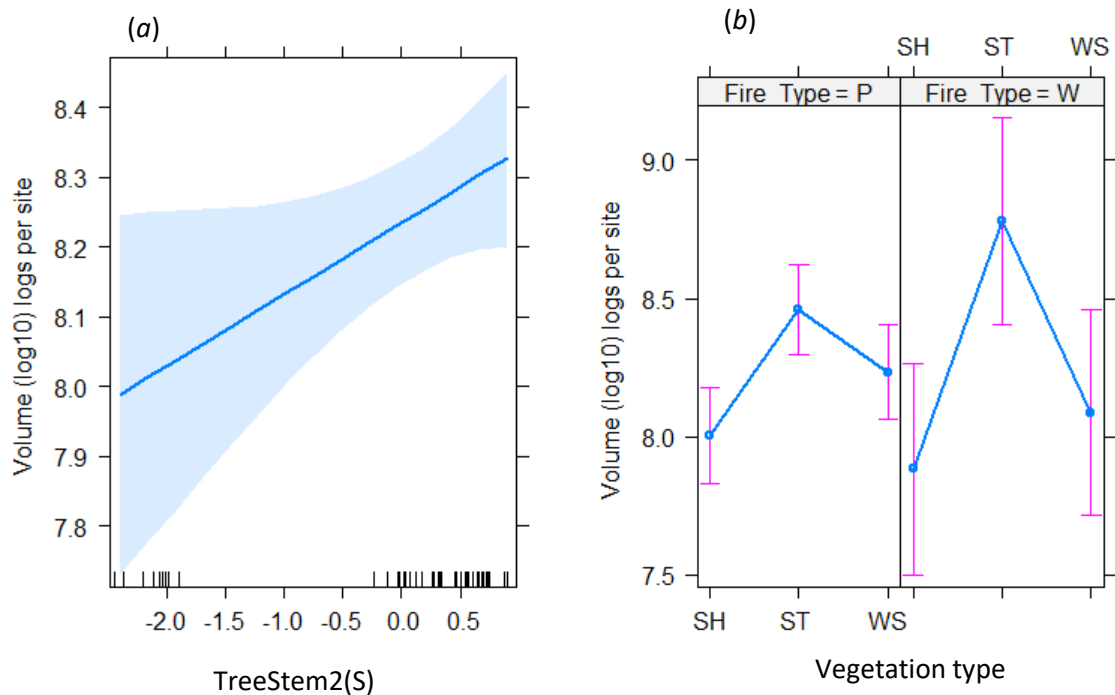 (a)
Volume (log10) logs per site
8.4
8.3
8.2
8.1
8.0
7.9
7.8
-2.0 -1.5 -1.0 -0.5 0.0 0.5
TreeStem2(S)
(b)
SH ST WS
Fire Type = P Fire Type = W
Volume (log10) logs per site
9.0
8.5
8.0
7.5
SH ST WS
Vegetation type